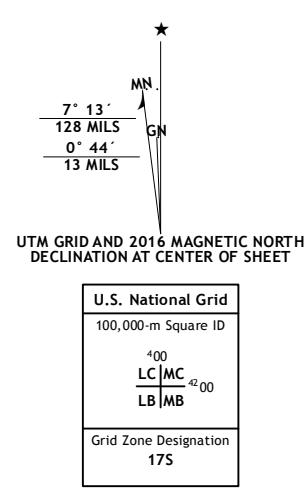 ★
MN
7° 13´
128 MILS
GN
0° 44´
13 MILS
UTM GRID AND 2016 MAGNETIC NORTH
DECLINATION AT CENTER OF SHEET
U.S. National Grid
100,000-m Square ID
⁴00
LC MC
⁴²00
LB MB
Grid Zone Designation
17S